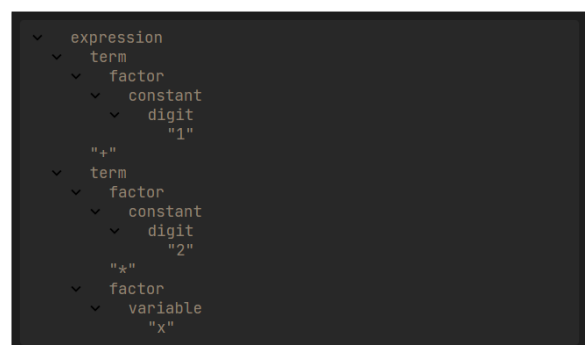 expression
term
factor
constant
digit
"1"
"+"
term
factor
constant
digit
"2"
"*"
factor
variable
"x"